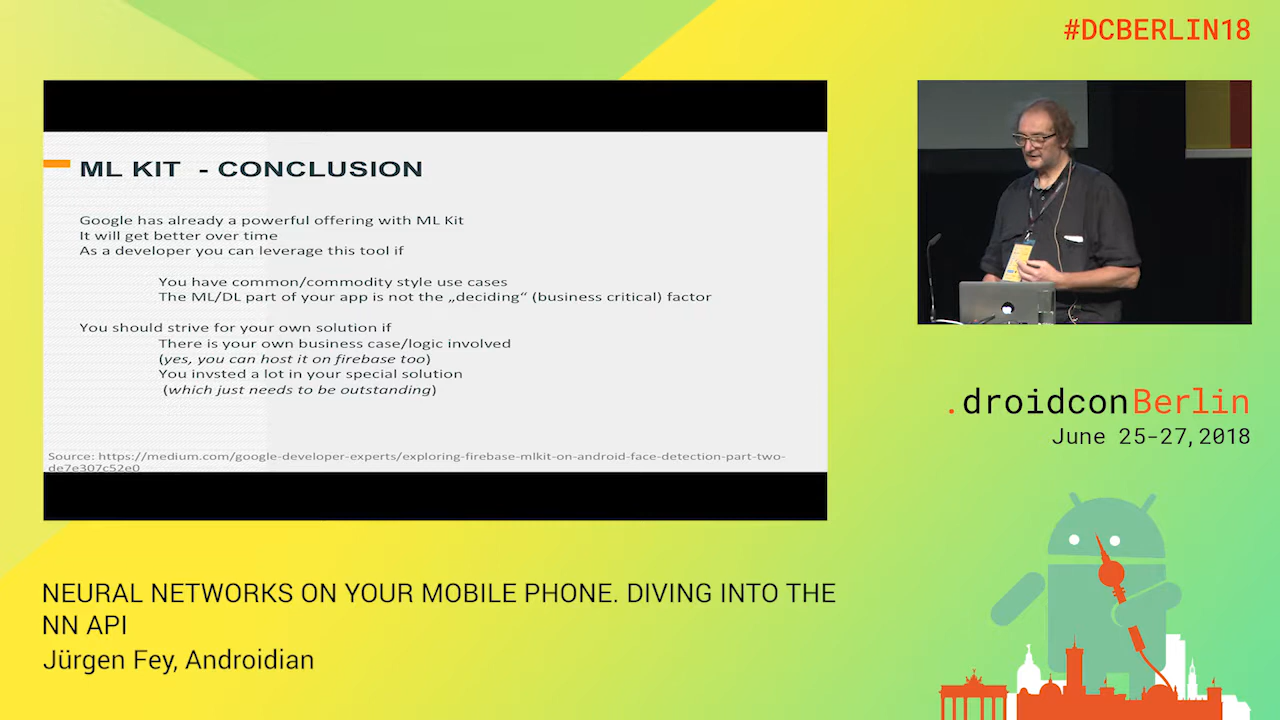 #DCBERLIN18
ML KIT - CONCLUSION
Google has already a powerful offering with ML Kit
It will get better over time
As a developer you can leverage this tool if
You have common/commodity style use cases
The ML/DL part of your app is not the „deciding“ (business critical) factor
You should strive for your own solution if
There is your own business case/logic involved
(yes, you can host it on firebase too)
You invsted a lot in your special solution
(which just needs to be outstanding)
Source: https://medium.com/google-developer-experts/exploring-firebase-mlkit-on-android-face-detection-part-two-
de7e307c52e0
.droidconBerlin
June 25-27,2018
NEURAL NETWORKS ON YOUR MOBILE PHONE. DIVING INTO THE
NN API
Jürgen Fey, Androidian